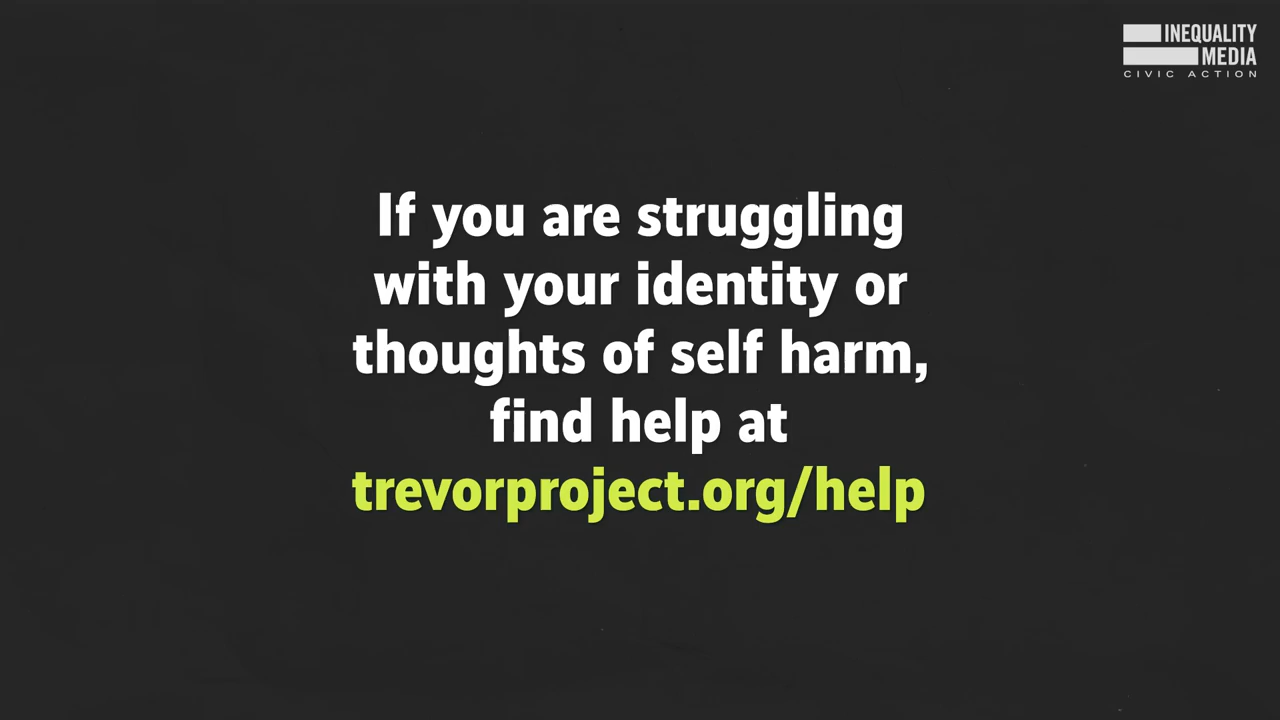 INEQUALITY
MEDIA
CIVIC ACTION
If you are struggling
with your identity or
thoughts of self harm,
find help at
trevorproject.org/help